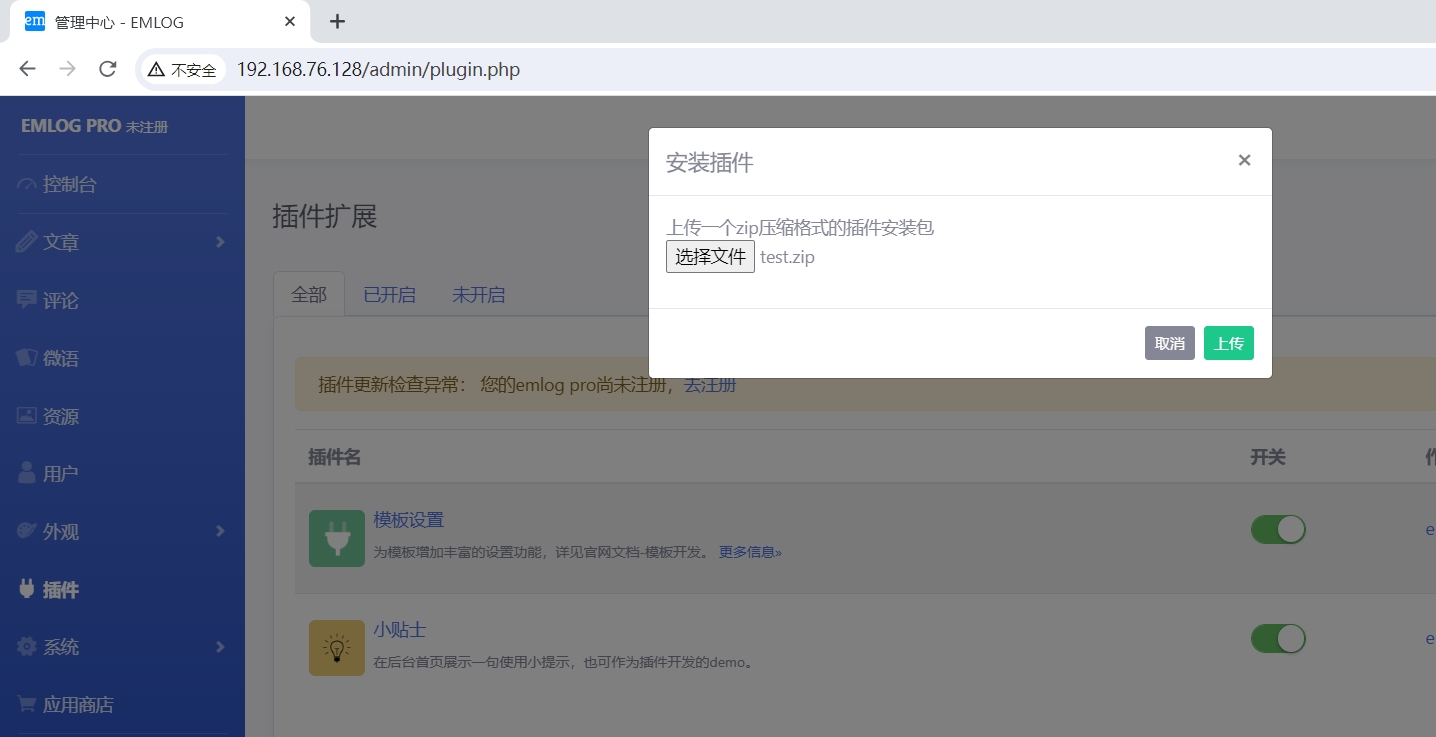 em 管理中心 - EMLOG
不安全 192.168.76.128/admin/plugin.php
EMLOG PRO 未注册
控制台
文章
评论
微语
资源
用户
外观
插件
系统
应用商店
安装插件 ×
上传一个zip压缩格式的插件安装包
选择文件 test.zip
取消 上传
插件扩展
全部 已开启 未开启
插件更新检查异常： 您的emlog pro尚未注册，去注册
插件名 开关
模板设置
为模板增加丰富的设置功能，详见官网文档-模板开发。 更多信息»
小贴士
在后台首页展示一句使用小提示，也可作为插件开发的demo。